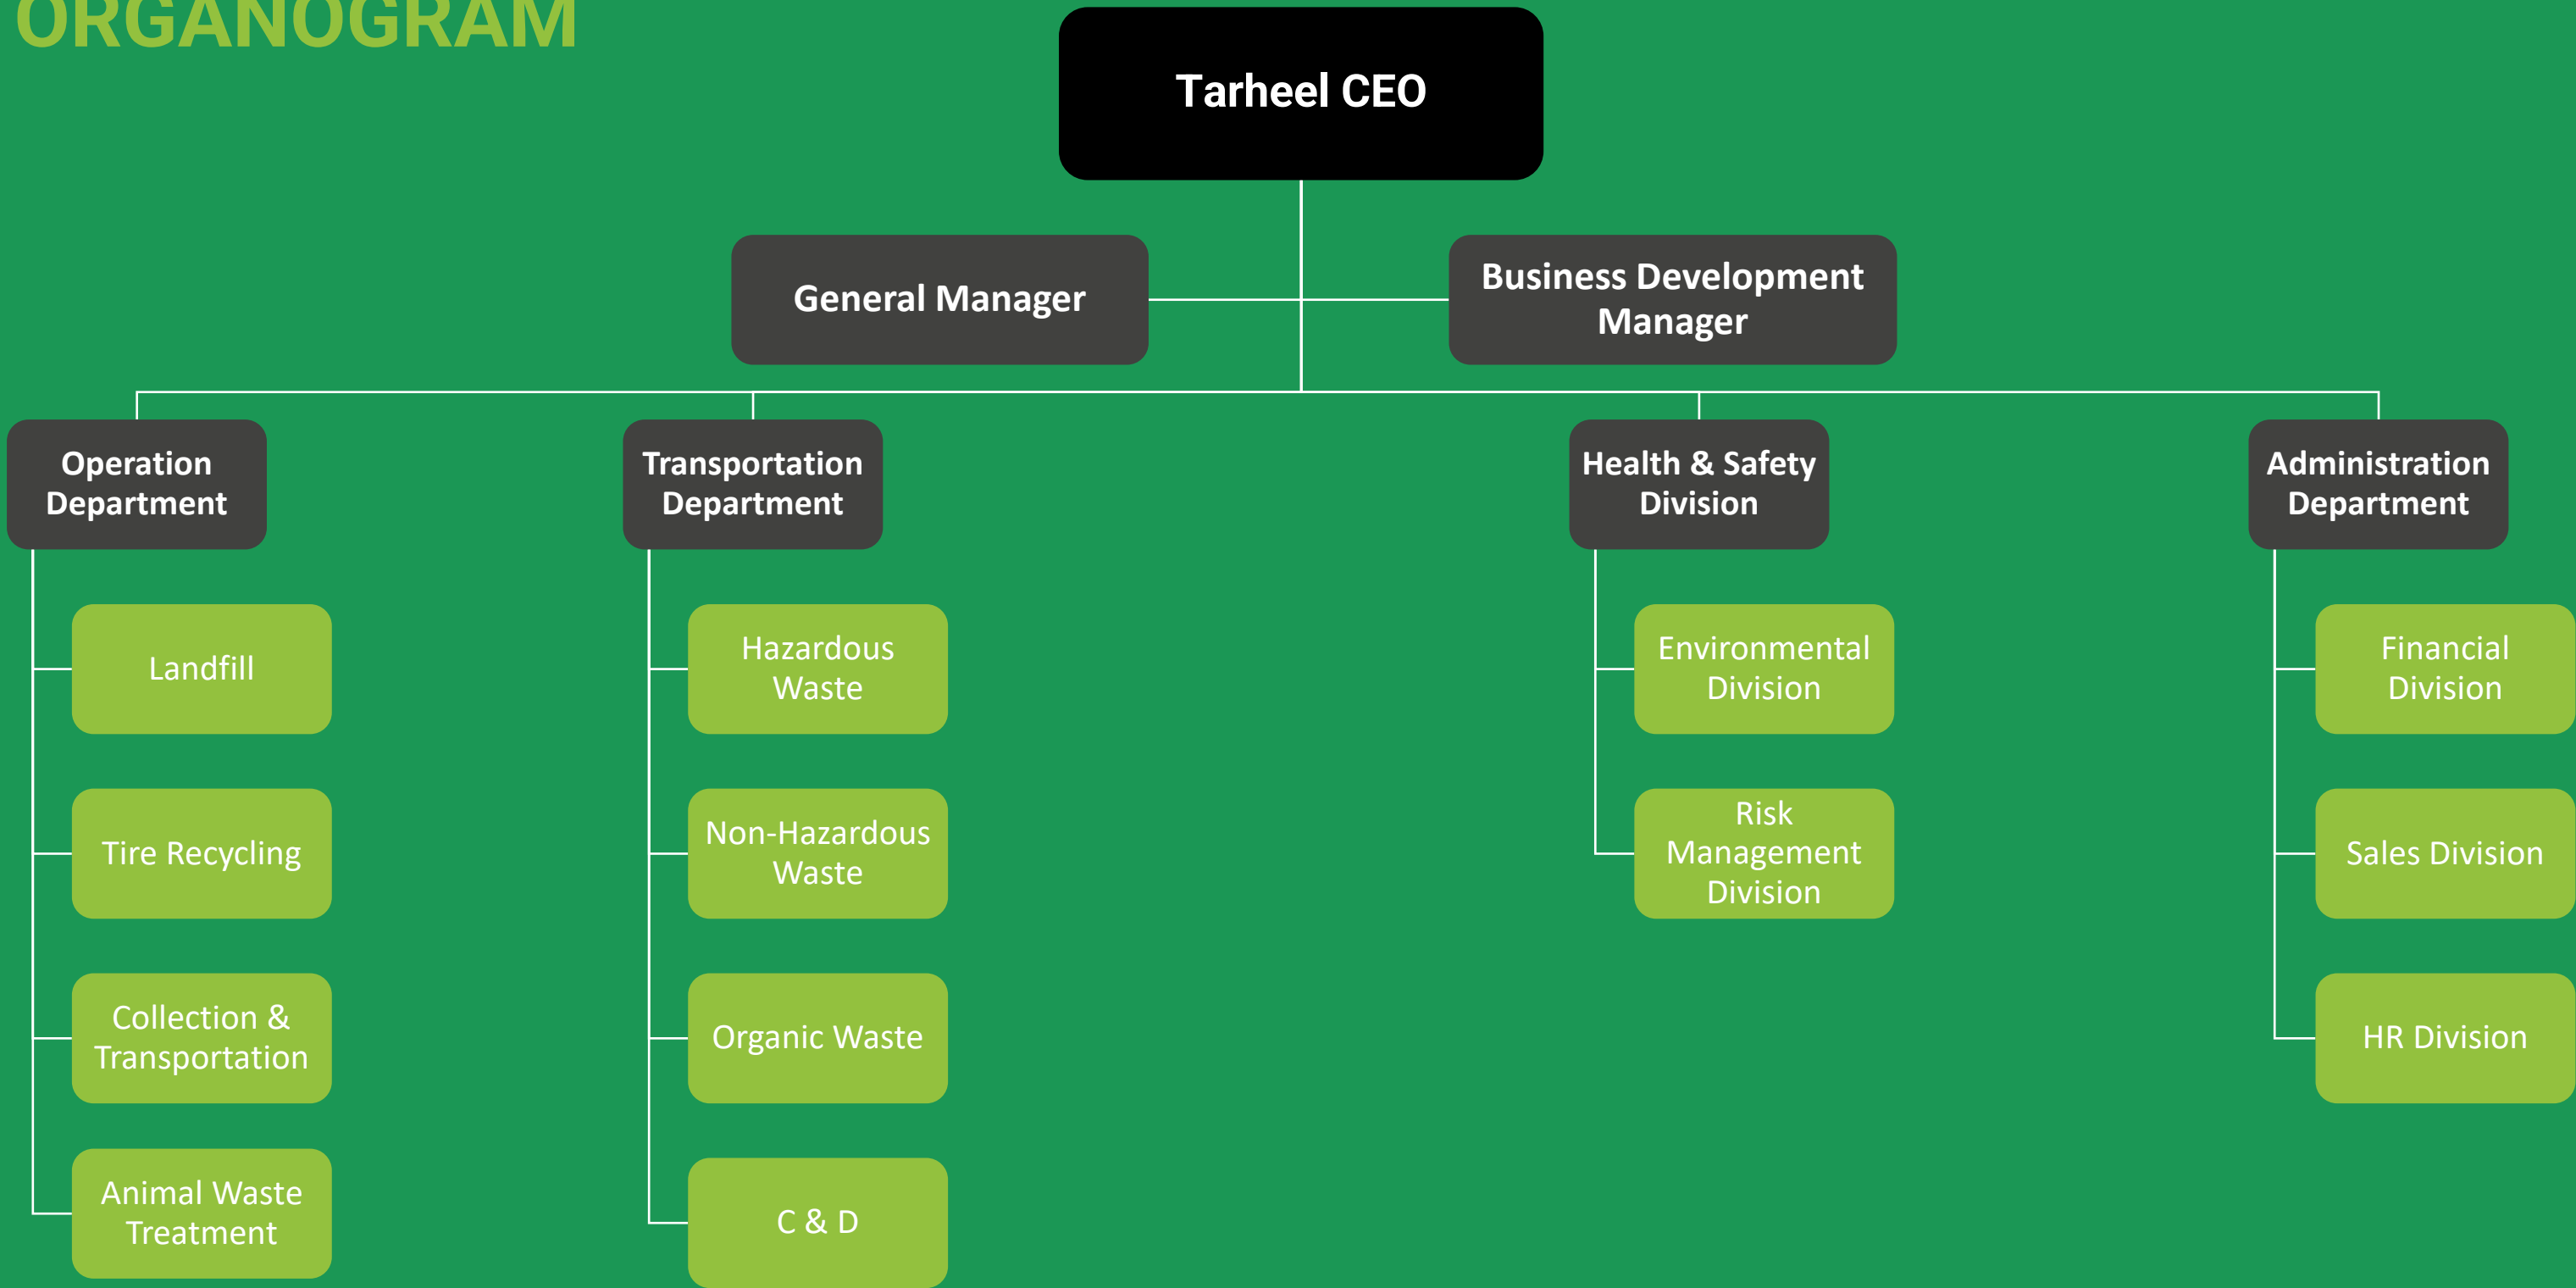 ORGANOGRAM
Tarheel CEO
General Manager
Business Development
Manager
Operation
Department
Transportation
Department
Health & Safety
Division
Administration
Department
Landfill
Hazardous
Waste
Environmental
Division
Financial
Division
Tire Recycling
Non-Hazardous
Waste
Risk
Management
Division
Sales Division
Collection &
Transportation
Organic Waste
HR Division
Animal Waste
Treatment
C & D